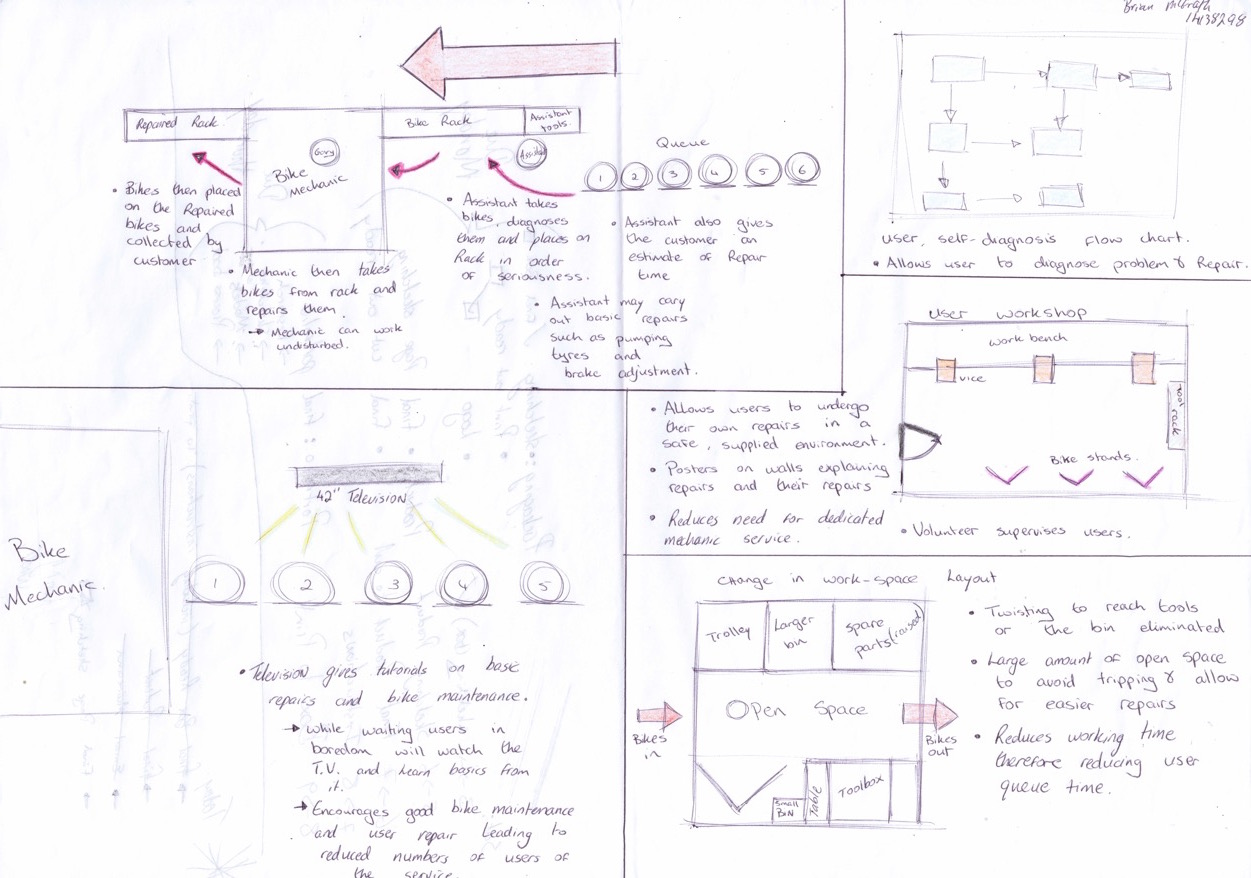 Brian McGrath
14138298
Repaired Rack
Bike Rack
Assistant
tools.
Gary
Bike
Mechanic
Assistant
Queue
1 2 3 4 5 6
• Bikes then placed
on the Repaired
bikes and
collected by
customer
• Mechanic then takes
bikes from rack and
repairs them.
→ Mechanic can work
undisturbed.
• Assistant takes
bikes, diagnoses
them and places on
Rack in order
of seriousness.
• Assistant also gives
the customer an
estimate of Repair
time
• Assistant may cary
out basic repairs
such as pumping
tyres and
brake adjustment.
user, self-diagnosis flow chart.
• Allows user to diagnose problem & Repair.
user workshop
work bench
vice
tool rack
Bike stands.
• Allows users to undergo
their own repairs in a
safe, supplied environment.
• Posters on walls explaining
repairs and their repairs
• Reduces need for dedicated
mechanic service.
• Volunteer supervises users.
42" Television
Bike
Mechanic.
1 2 3 4 5
• Television gives tutorials on base
repairs and bike maintenance.
→ while waiting users in
boredom will watch the
T.V. and learn basics from
it.
→ Encourages good bike maintenance
and user repair leading to
reduced numbers of users of
the service.
change in work-space Layout
Trolley
Larger
bin
spare
parts (raised)
Open Space
Bikes
in
Bikes
out
Small
BIN
Table
Toolbox
• Twisting to reach tools
or the bin eliminated
• Large amount of open space
to avoid tripping & allow
for easier repairs
• Reduces working time
therefore reducing user
queue time.